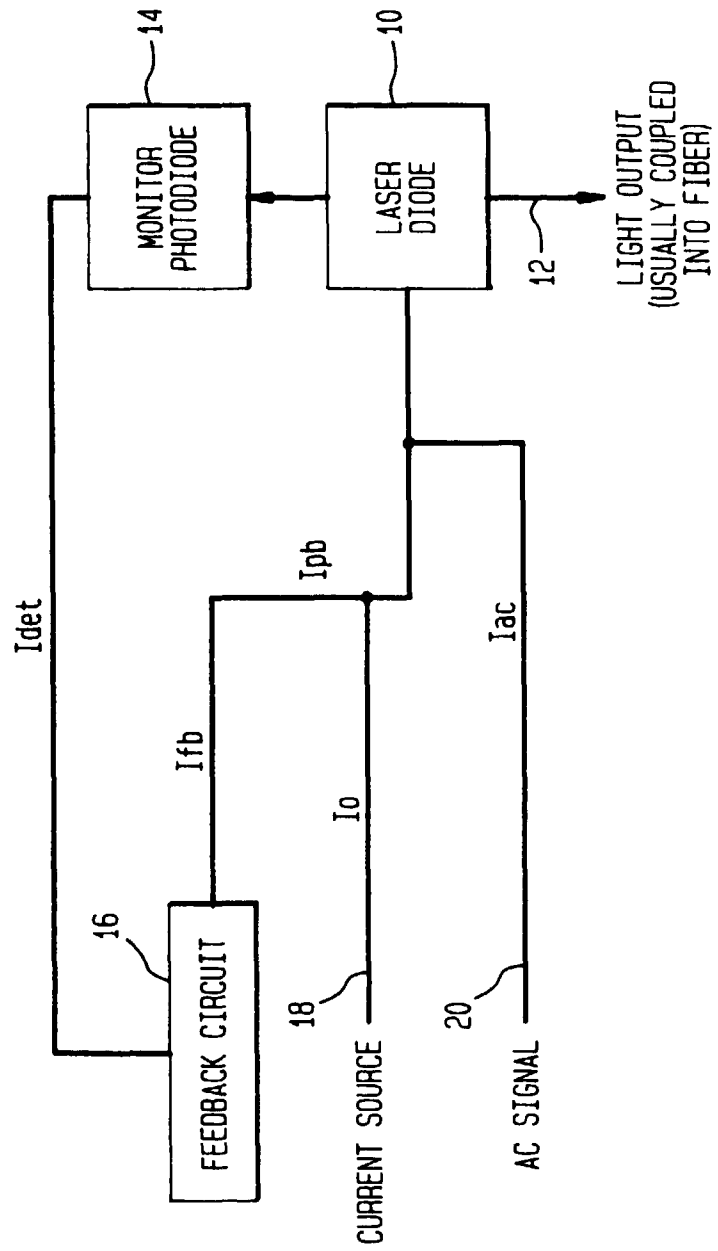 Idet
14
MONITOR
PHOTODIODE
16
FEEDBACK CIRCUIT
Ifb
Ipb
10
LASER
DIODE
18
CURRENT SOURCE
Io
12
20
AC SIGNAL
Iac
LIGHT OUTPUT
(USUALLY COUPLED
INTO FIBER)